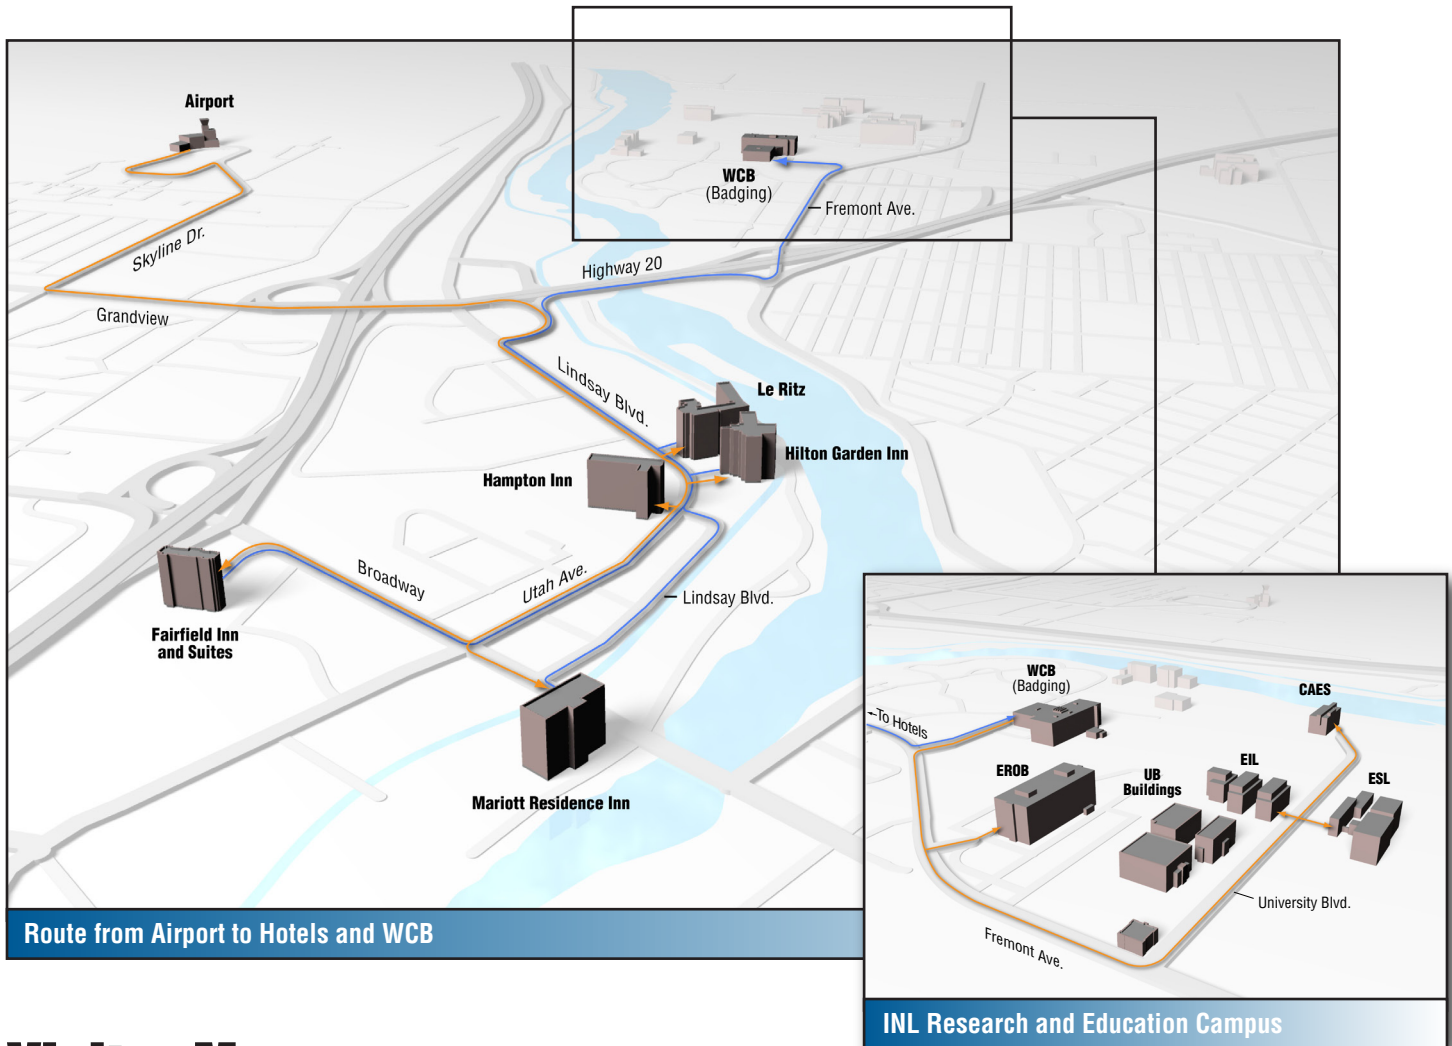 Airport
WCB
(Badging)
Fremont Ave.
Skyline Dr.
Highway 20
Grandview
Lindsay Blvd.
Le Ritz
Hilton Garden Inn
Hampton Inn
Broadway
Utah Ave.
Lindsay Blvd.
Fairfield Inn
and Suites
Mariott Residence Inn
Route from Airport to Hotels and WCB
WCB
(Badging)
CAES
To Hotels
EROB
UB
Buildings
EIL
ESL
University Blvd.
Fremont Ave.
INL Research and Education Campus